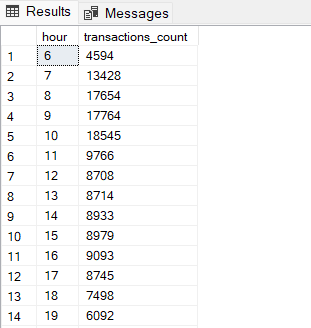 Results Messages
hour transactions_count
1 6 4594
2 7 13428
3 8 17654
4 9 17764
5 10 18545
6 11 9766
7 12 8708
8 13 8714
9 14 8933
10 15 8979
11 16 9093
12 17 8745
13 18 7498
14 19 6092